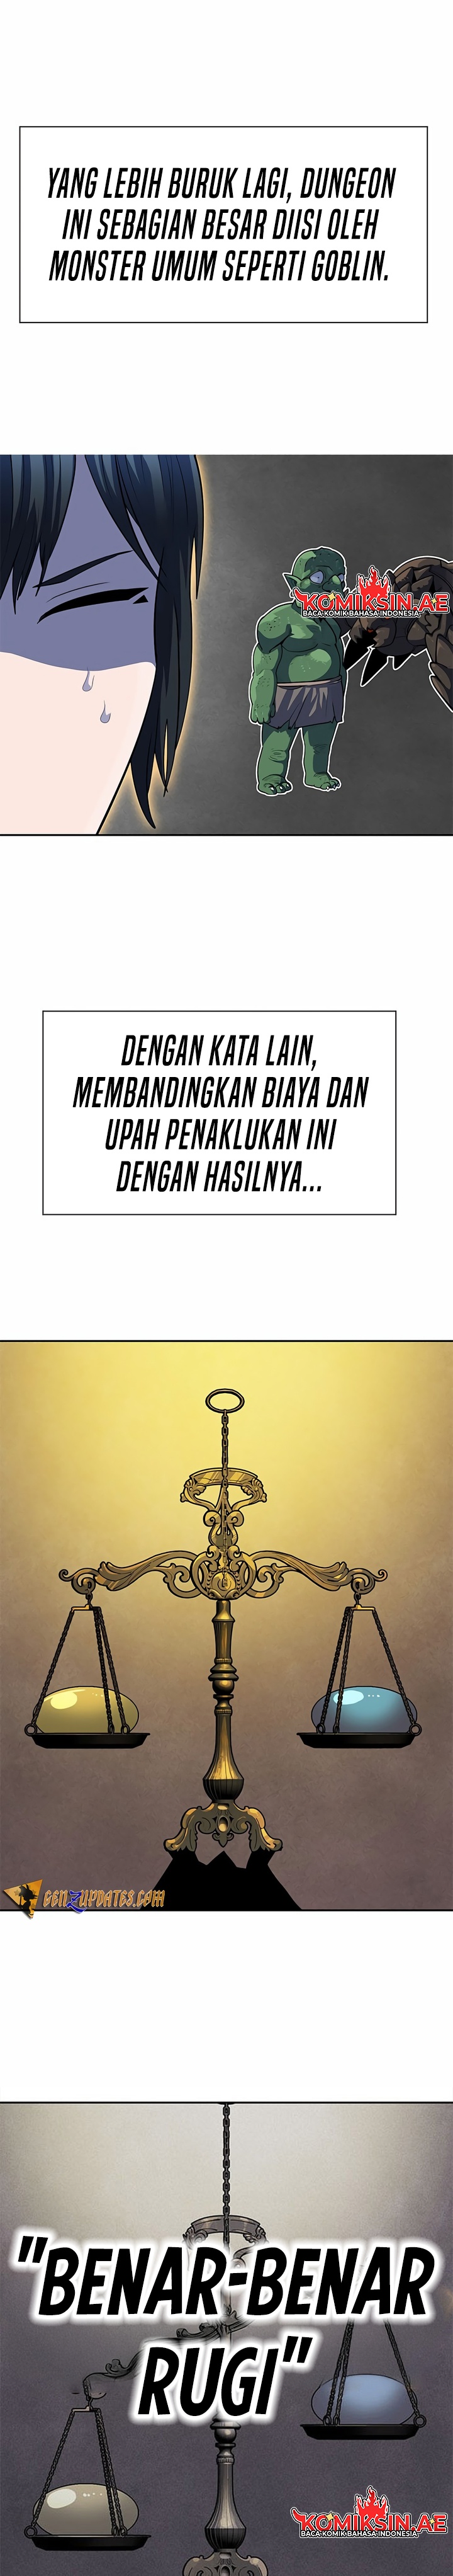 YANG LEBIH BURUK LAGI, DUNGEON
INI SEBAGIAN BESAR DIISI OLEH
MONSTER UMUM SEPERTI GOBLIN.
KOMIKSIN.AE
BACA KOMIK BAHASA INDONESIA
DENGAN KATA LAIN,
MEMBANDINGKAN BIAYA DAN
UPAH PENAKLUKAN INI
DENGAN HASILNYA...
GENZUPDATES.COM
"BENAR-BENAR
RUGI"
KOMIKSIN.AE
BACA KOMIK BAHASA INDONESIA